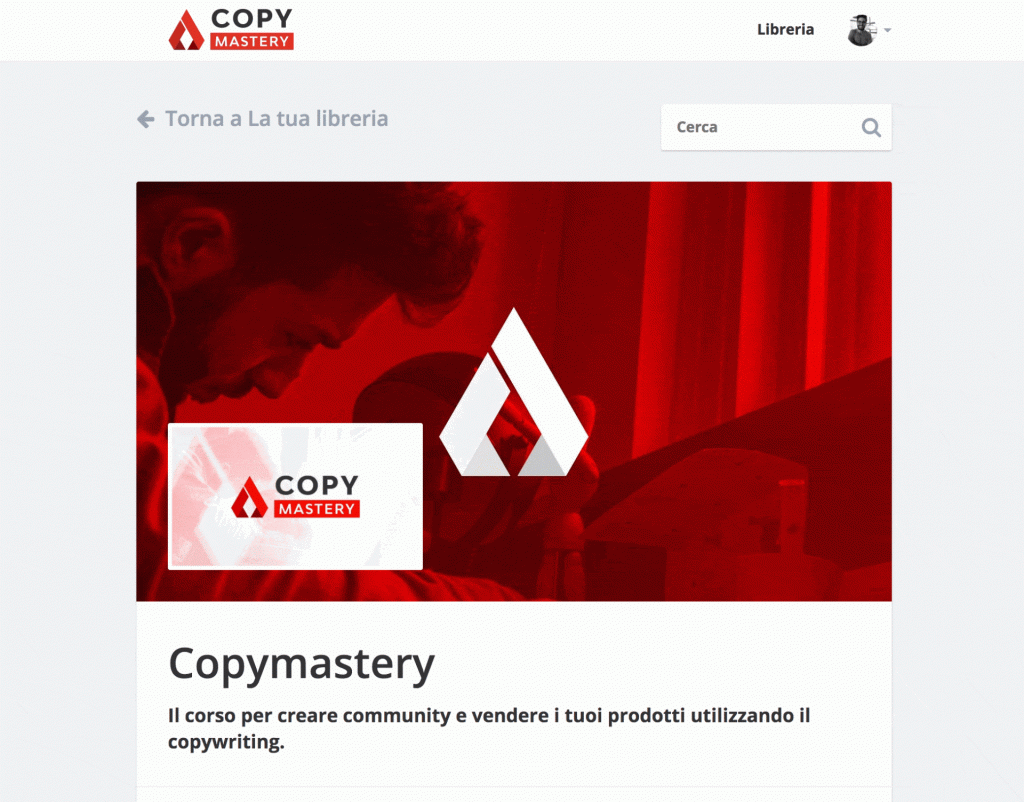 COPY
MASTERY
Libreria
Torna a La tua libreria
Cerca
COPY
MASTERY
Copymastery
Il corso per creare community e vendere i tuoi prodotti utilizzando il
copywriting.